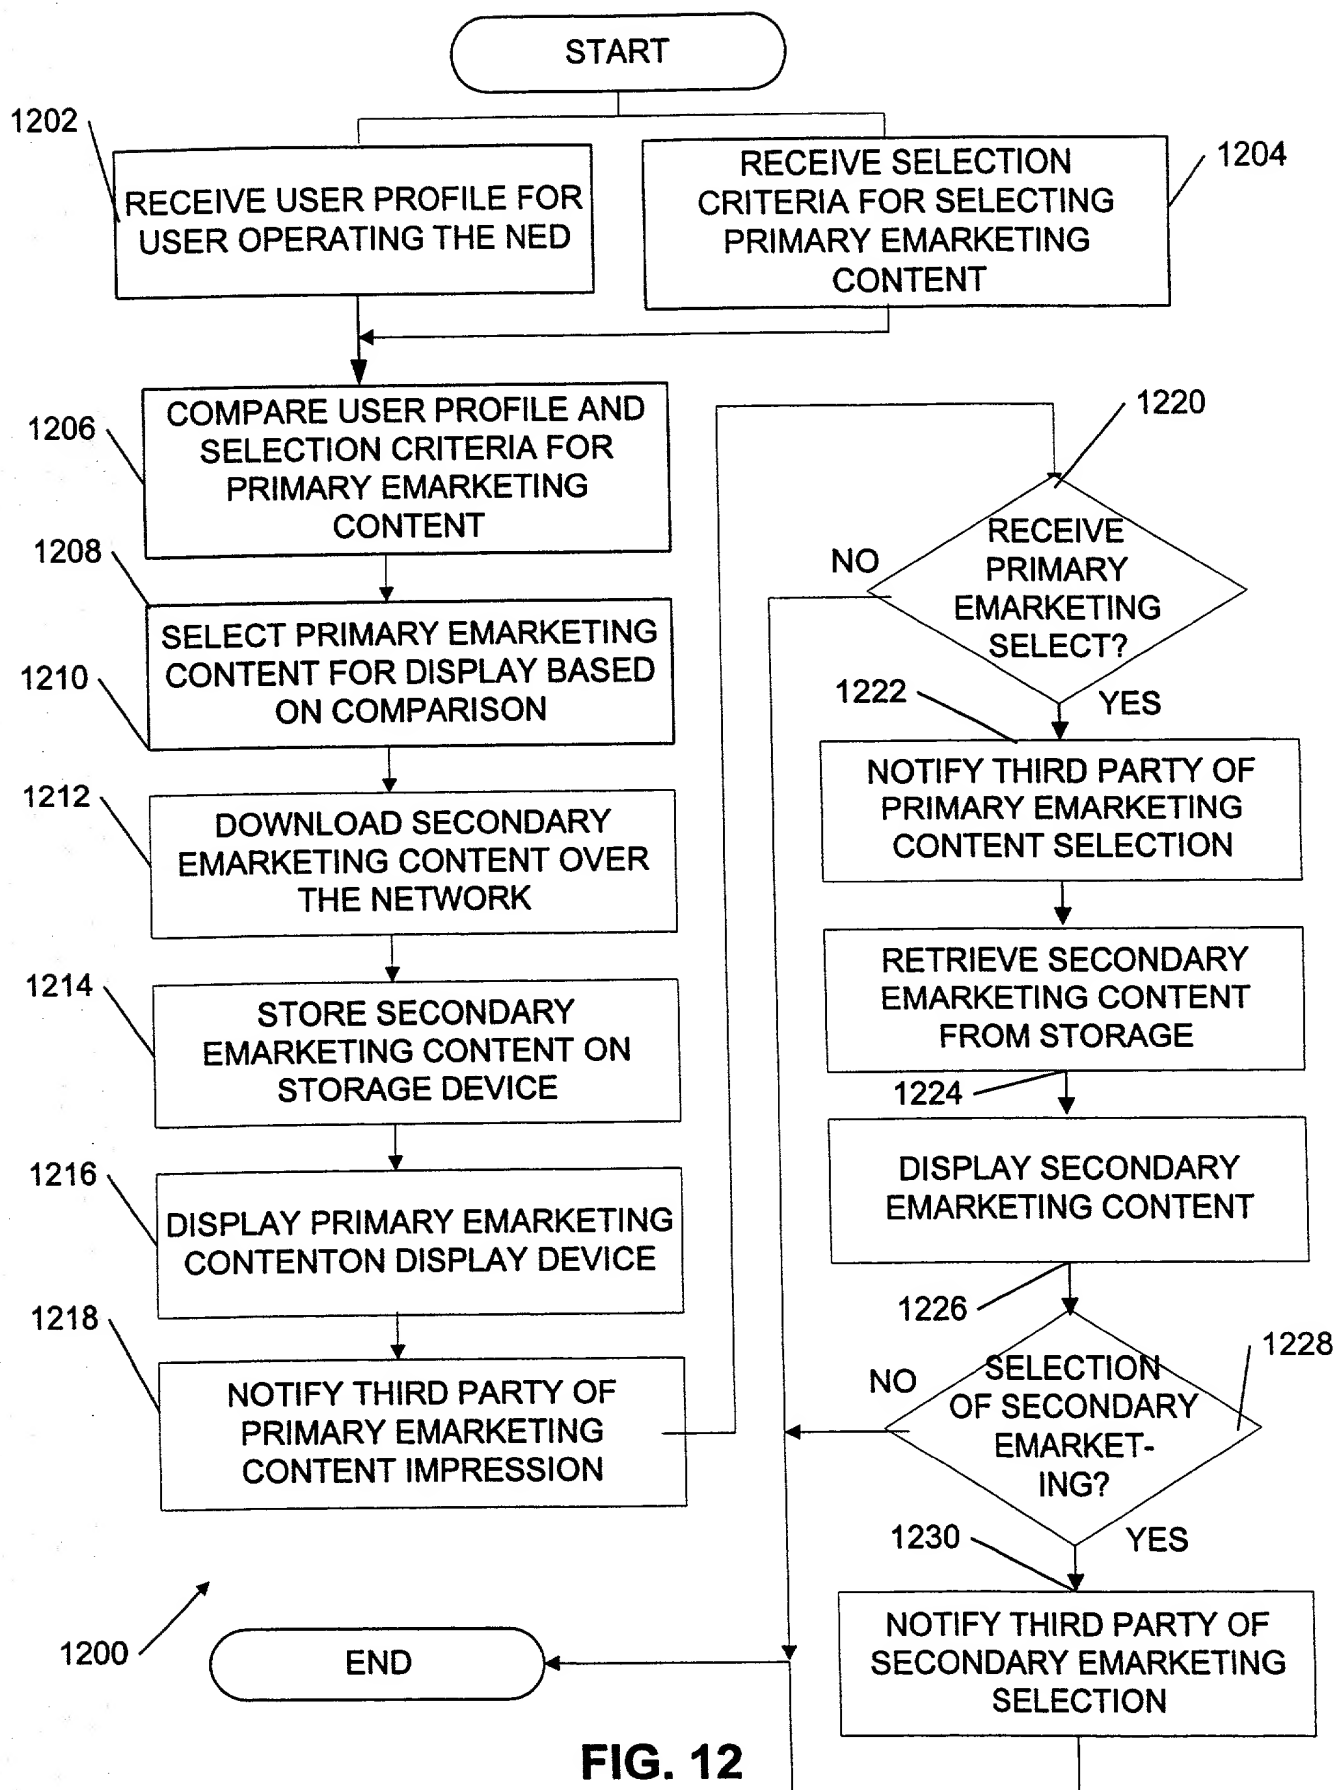 START
1202
RECEIVE USER PROFILE FOR
USER OPERATING THE NED
RECEIVE SELECTION
CRITERIA FOR SELECTING
PRIMARY EMARKETING
CONTENT
1204
1206
COMPARE USER PROFILE AND
SELECTION CRITERIA FOR
PRIMARY EMARKETING
CONTENT
1208
SELECT PRIMARY EMARKETING
CONTENT FOR DISPLAY BASED
ON COMPARISON
1210
1212
DOWNLOAD SECONDARY
EMARKETING CONTENT OVER
THE NETWORK
1214
STORE SECONDARY
EMARKETING CONTENT ON
STORAGE DEVICE
1216
DISPLAY PRIMARY EMARKETING
CONTENTON DISPLAY DEVICE
1218
NOTIFY THIRD PARTY OF
PRIMARY EMARKETING
CONTENT IMPRESSION
1220
RECEIVE
PRIMARY
EMARKETING
SELECT?
NO
YES
1222
NOTIFY THIRD PARTY OF
PRIMARY EMARKETING
CONTENT SELECTION
RETRIEVE SECONDARY
EMARKETING CONTENT
FROM STORAGE
1224
DISPLAY SECONDARY
EMARKETING CONTENT
1226
1228
SELECTION
OF SECONDARY
EMARKET-
ING?
NO
YES
1230
NOTIFY THIRD PARTY OF
SECONDARY EMARKETING
SELECTION
1200
END
FIG. 12